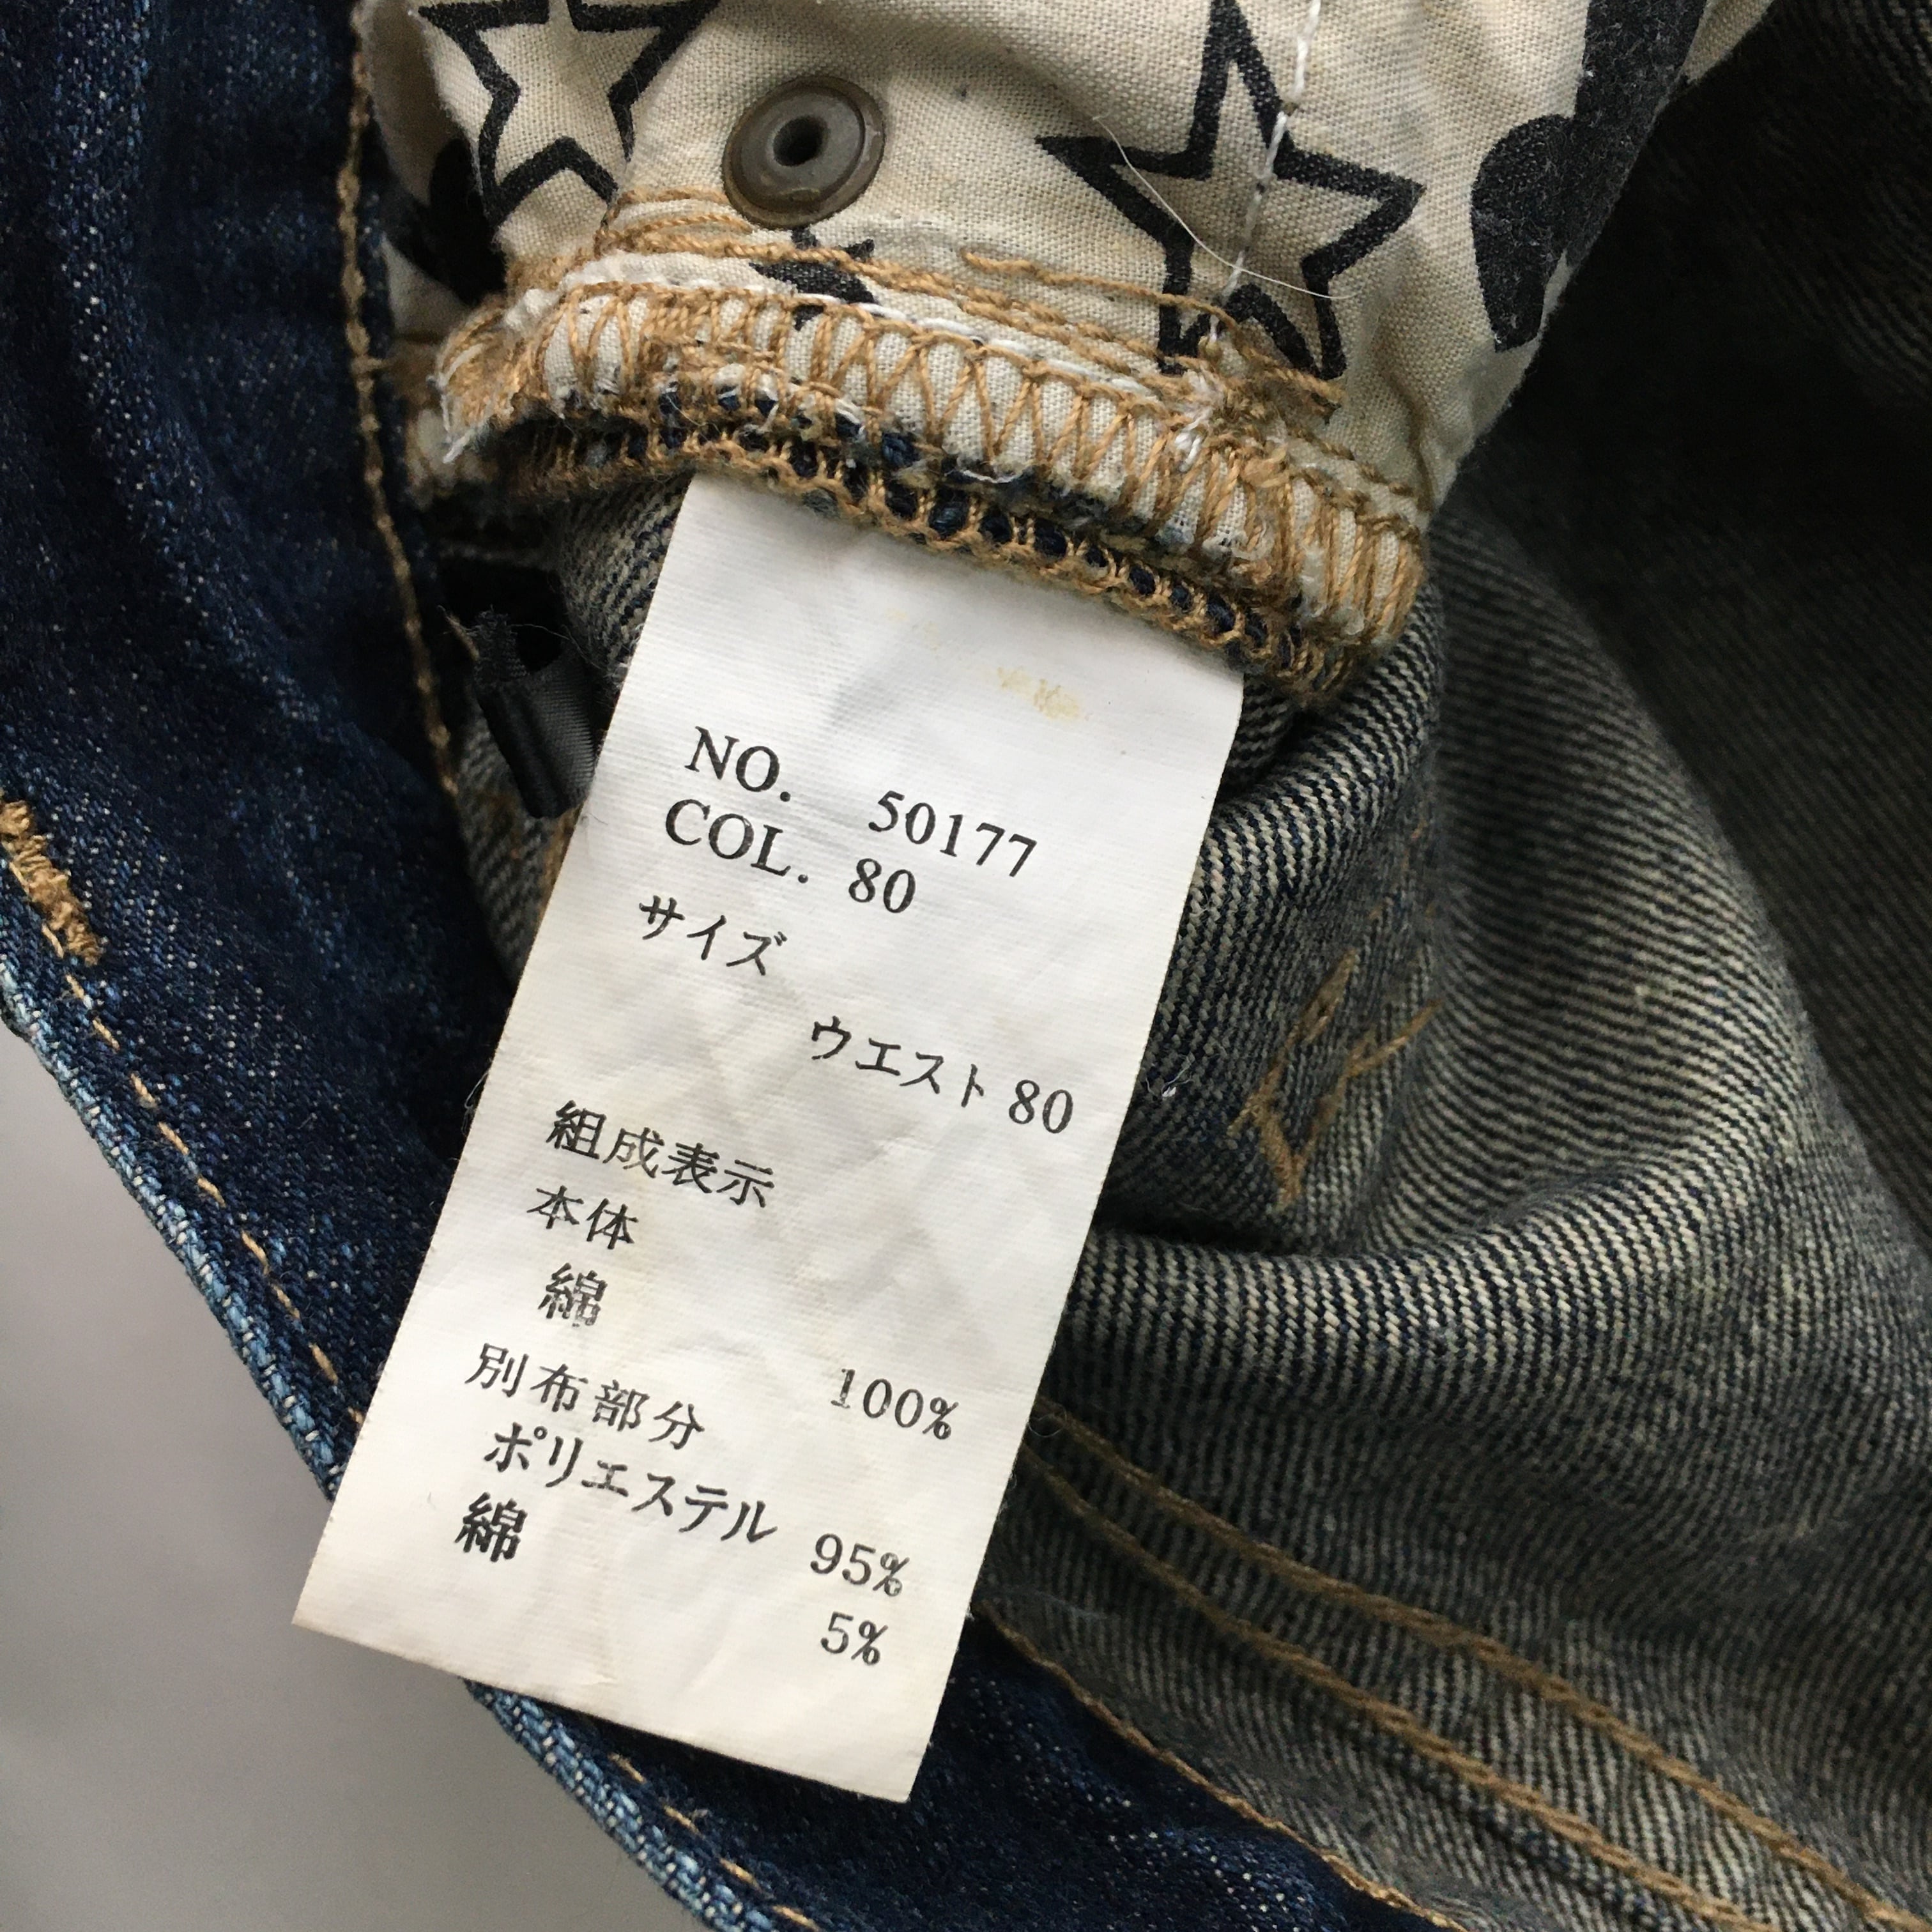 NO. 50177
COL. 80
サイズ
ウエスト 80
組成表示
本体
綿 100%
別布部分
ポリエステル 95%
綿 5%